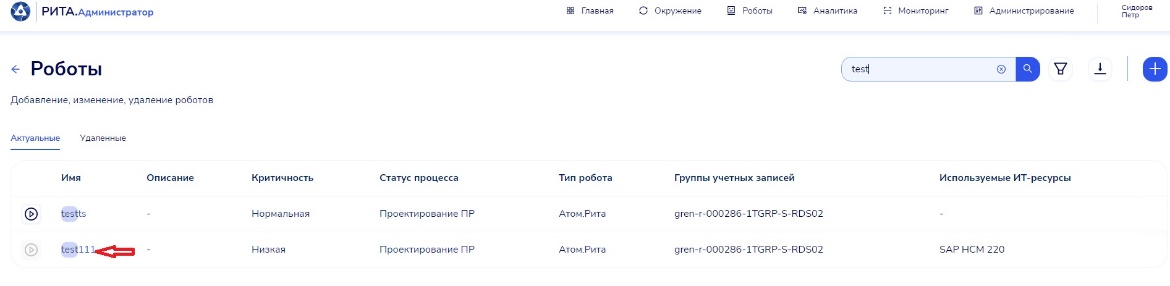 РИТА.Администратор
Главная Окружение Роботы Аналитика Мониторинг Администрирование Сидоров Петр
← Роботы
test
Добавление, изменение, удаление роботов
Актуальные Удаленные
Имя Описание Критичность Статус процесса Тип робота Группы учетных записей Используемые ИТ-ресурсы
testts - Нормальная Проектирование ПР Атом.Рита gren-r-000286-1TGRP-S-RDS02 -
test111 - Низкая Проектирование ПР Атом.Рита gren-r-000286-1TGRP-S-RDS02 SAP HCM 220